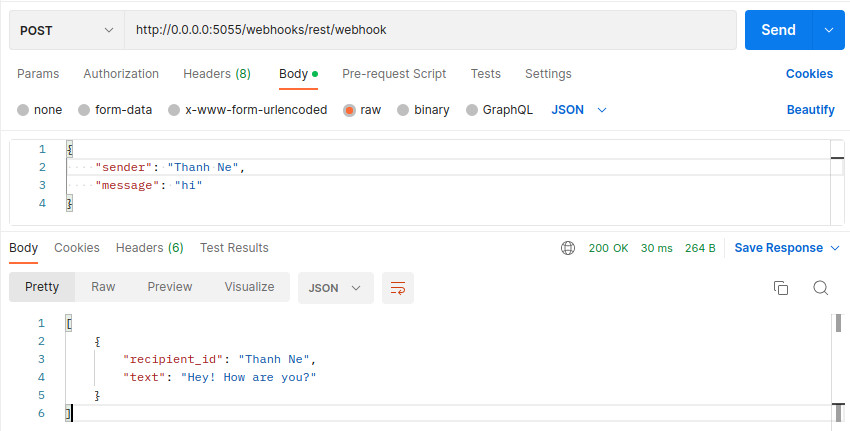 POST http://0.0.0.0:5055/webhooks/rest/webhook Send
Params Authorization Headers (8) Body Pre-request Script Tests Settings Cookies
none form-data x-www-form-urlencoded raw binary GraphQL JSON Beautify
1 {
2 "sender": "Thanh Ne",
3 "message": "hi"
4 }
Body Cookies Headers (6) Test Results 200 OK 30 ms 264 B Save Response
Pretty Raw Preview Visualize JSON
1 [
2 {
3 "recipient_id": "Thanh Ne",
4 "text": "Hey! How are you?"
5 }
6 ]